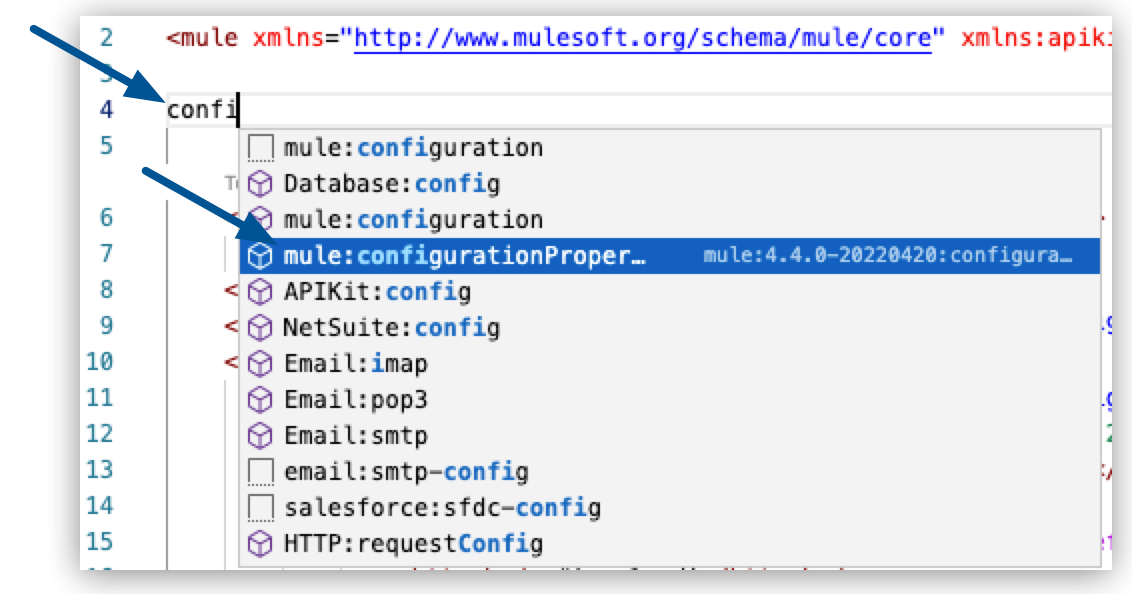 2 <mule xmlns="http://www.mulesoft.org/schema/mule/core" xmlns:apiki
3
4 confi
5 mule:configuration
Database:config
6 mule:configuration
7 mule:configurationProper… mule:4.4.0-20220420:configura…
8 < APIKit:config
9 < NetSuite:config
10 < Email:imap
11 Email:pop3
12 Email:smtp
13 email:smtp-config
14 salesforce:sfdc-config
15 HTTP:requestConfig